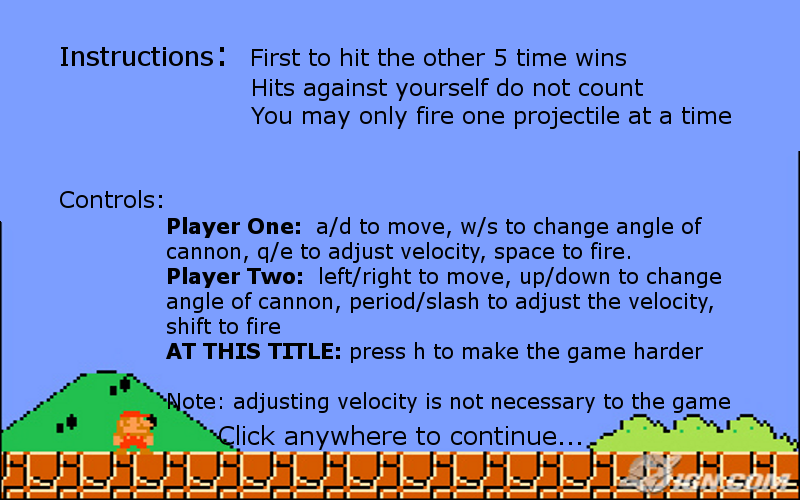 Instructions: First to hit the other 5 time wins
Hits against yourself do not count
You may only fire one projectile at a time
Controls:
Player One: a/d to move, w/s to change angle of
cannon, q/e to adjust velocity, space to fire.
Player Two: left/right to move, up/down to change
angle of cannon, period/slash to adjust the velocity,
shift to fire
AT THIS TITLE: press h to make the game harder
Note: adjusting velocity is not necessary to the game
Click anywhere to continue...
IGN.COM